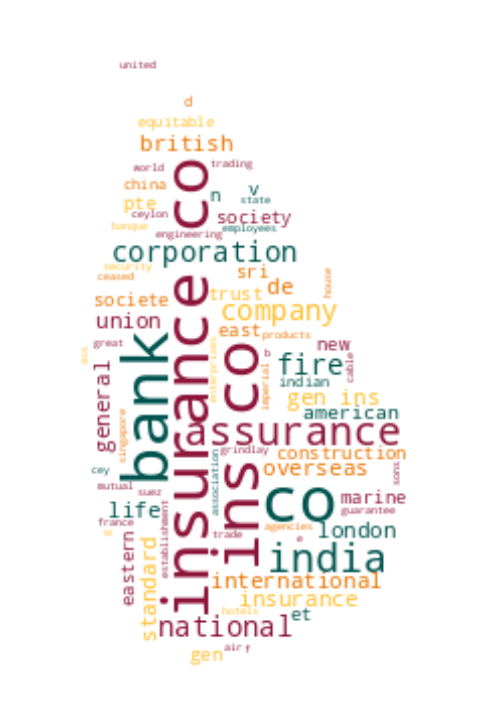 united
d
equitable
british
world
trading
china
n
v
state
pte
ceylon
society
banque
employees
engineering
corporation
security
ceased
sri
de
house
societe
trust
company
insurance co
union
east
products
great
bank
ins co
new
ass
enterprises
b
imperial
cable
fire
indian
general
gen ins
american
singapore
assurance
grindlay
construction
cey
association
overseas
sons
mutual
suez
co
marine
life
guarantee
france
agencies
london
sc
trade
e
establishment
india
eastern
standard
international
insurance
hotels
et
national
gen
air
f